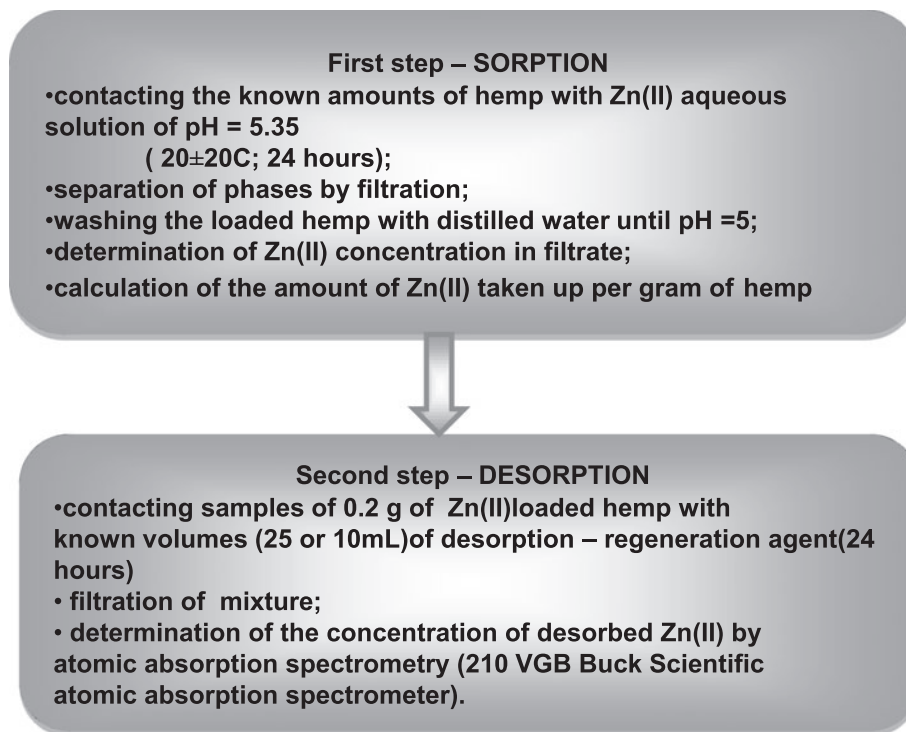 First step – SORPTION
•contacting the known amounts of hemp with Zn(II) aqueous
solution of pH = 5.35
( 20±20C; 24 hours);
•separation of phases by filtration;
•washing the loaded hemp with distilled water until pH =5;
•determination of Zn(II) concentration in filtrate;
•calculation of the amount of Zn(II) taken up per gram of hemp
Second step – DESORPTION
•contacting samples of 0.2 g of Zn(II)loaded hemp with
known volumes (25 or 10mL)of desorption – regeneration agent(24
hours)
• filtration of mixture;
• determination of the concentration of desorbed Zn(II) by
atomic absorption spectrometry (210 VGB Buck Scientific
atomic absorption spectrometer).